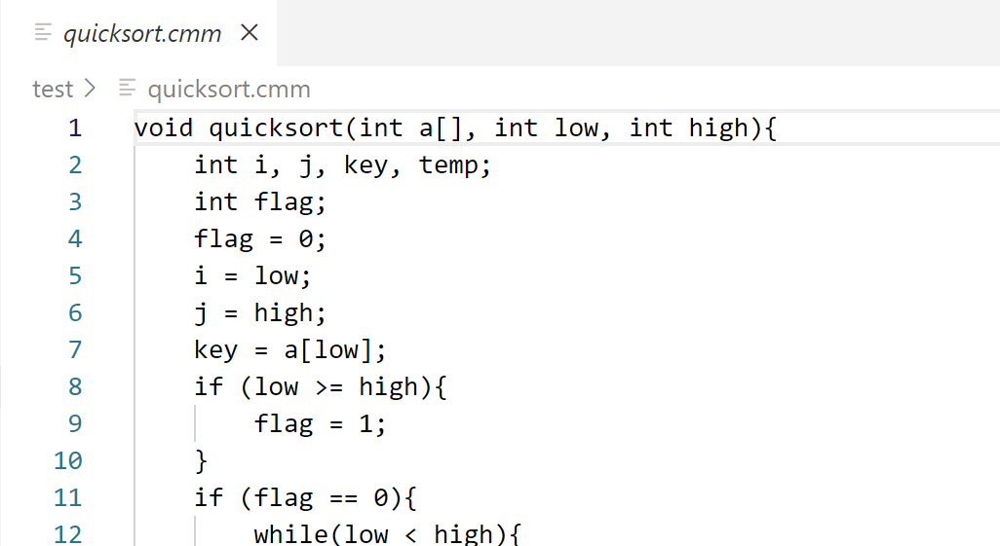 quicksort.cmm ×
test > quicksort.cmm
1 void quicksort(int a[], int low, int high){
2 int i, j, key, temp;
3 int flag;
4 flag = 0;
5 i = low;
6 j = high;
7 key = a[low];
8 if (low >= high){
9 flag = 1;
10 }
11 if (flag == 0){
12 while(low < high){